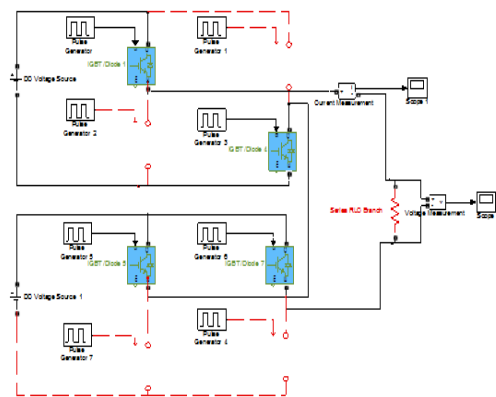 Pulse
Generator
Pulse
Generator 1
IGBT/Diode 1
DC Voltage Source
Pulse
Generator 2
Current Measurement
Scope 1
Pulse
Generator 3
IGBT/Diode 4
Series RLC Branch
Voltage Measurement
Scope
Pulse
Generator 5
IGBT/Diode 5
Pulse
Generator 6
IGBT/Diode 7
DC Voltage Source 1
Pulse
Generator 7
Pulse
Generator 4